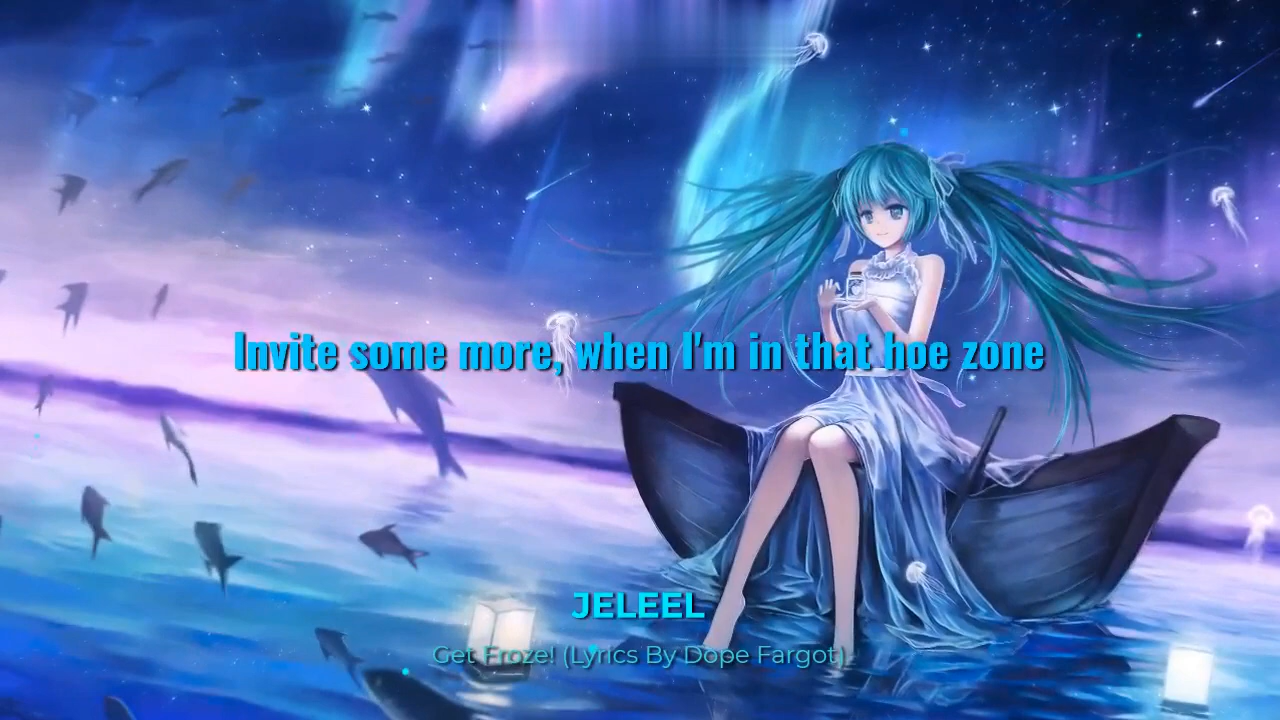 Invite some more, when I'm in that hoe zone
JELEEL
Get Froze! (Lyrics By Dope Fargot)